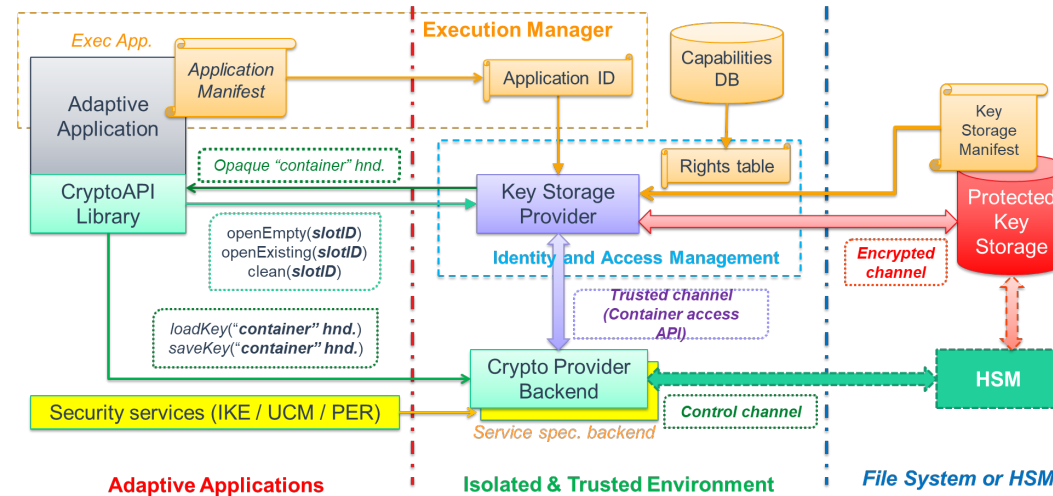 Exec App.
Execution Manager
Application
Manifest
Application ID
Capabilities
DB
Key
Storage
Manifest
Adaptive
Application
Opaque “container” hnd.
Rights table
CryptoAPI
Library
Key Storage
Provider
Protected
Key
Storage
openEmpty(slotID)
openExisting(slotID)
clean(slotID)
Identity and Access Management
Encrypted
channel
Trusted channel
(Container access
API)
loadKey(“container” hnd.)
saveKey(“container” hnd.)
Crypto Provider
Backend
HSM
Security services (IKE / UCM / PER)
Control channel
Service spec. backend
Adaptive Applications
Isolated & Trusted Environment
File System or HSM